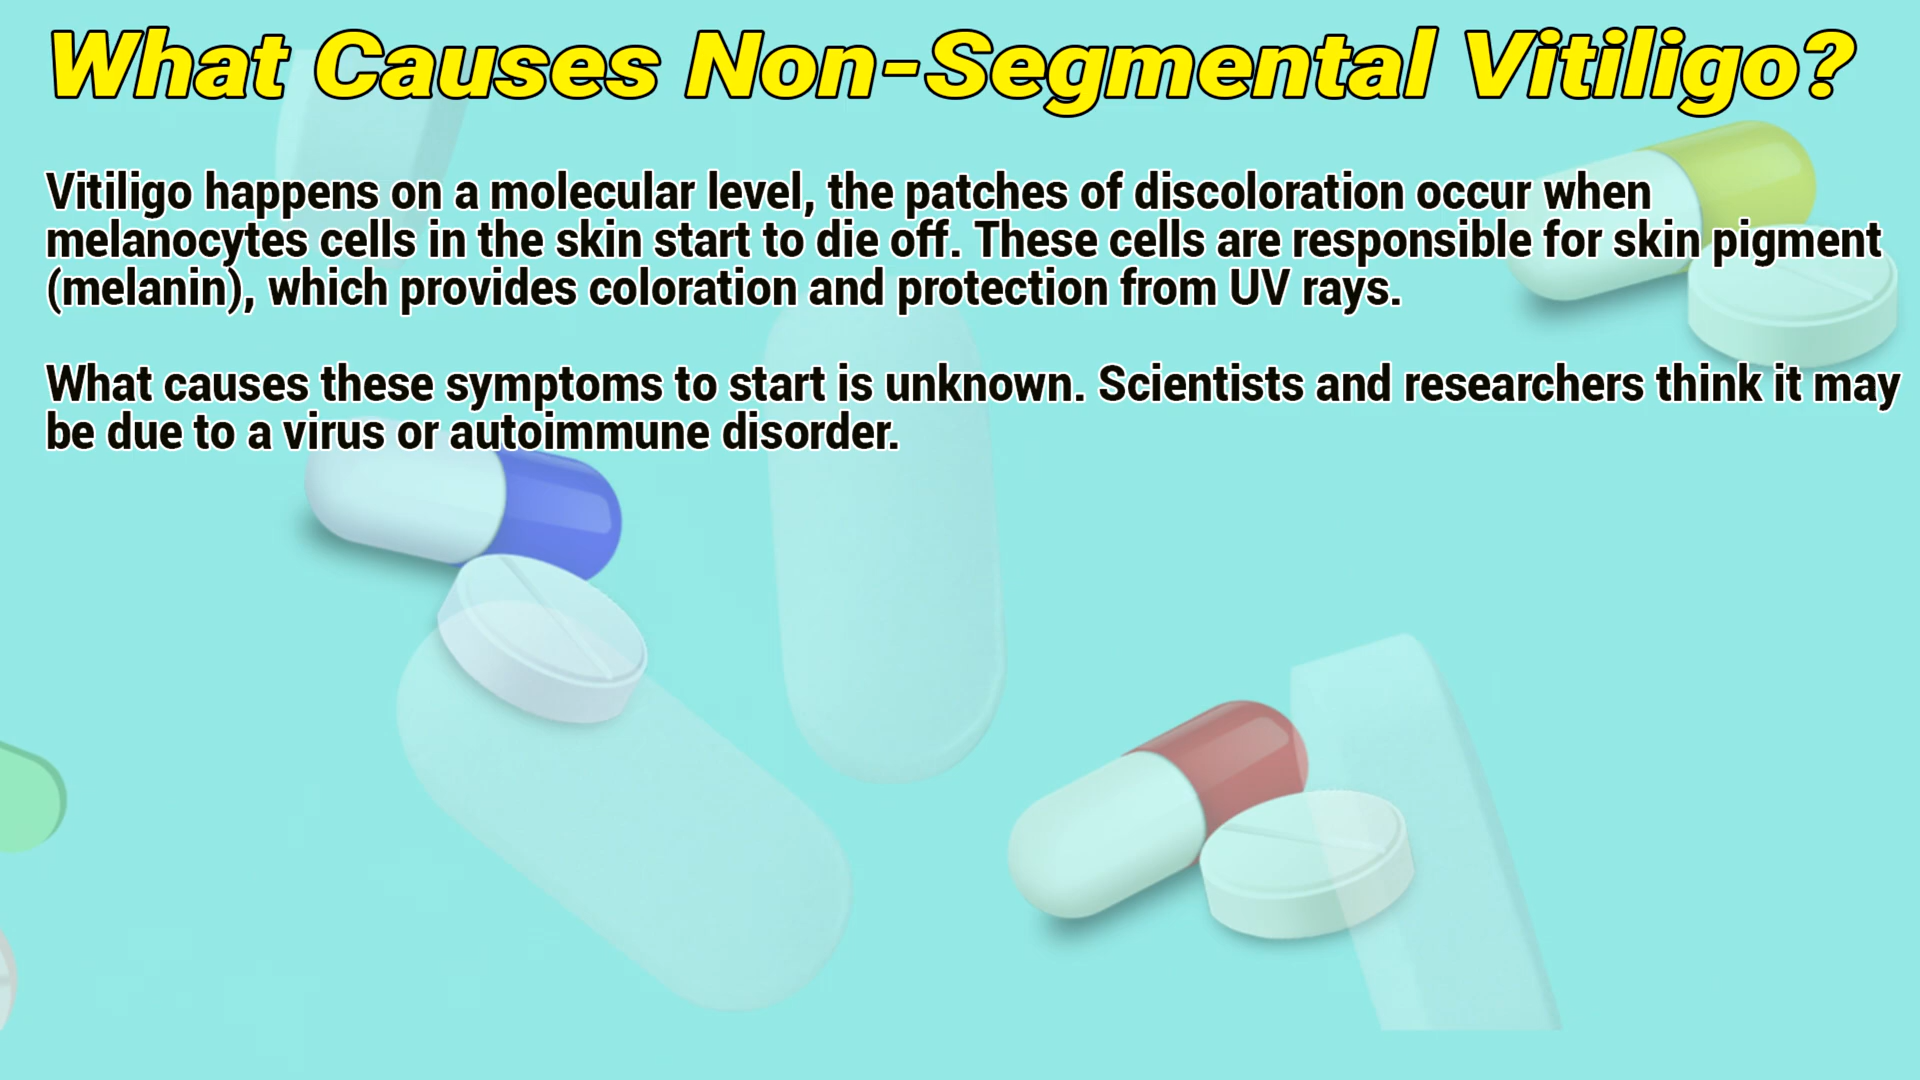 What Causes Non-Segmental Vitiligo?
Vitiligo happens on a molecular level, the patches of discoloration occur when
melanocytes cells in the skin start to die off. These cells are responsible for skin pigment
(melanin), which provides coloration and protection from UV rays.
What causes these symptoms to start is unknown. Scientists and researchers think it may
be due to a virus or autoimmune disorder.